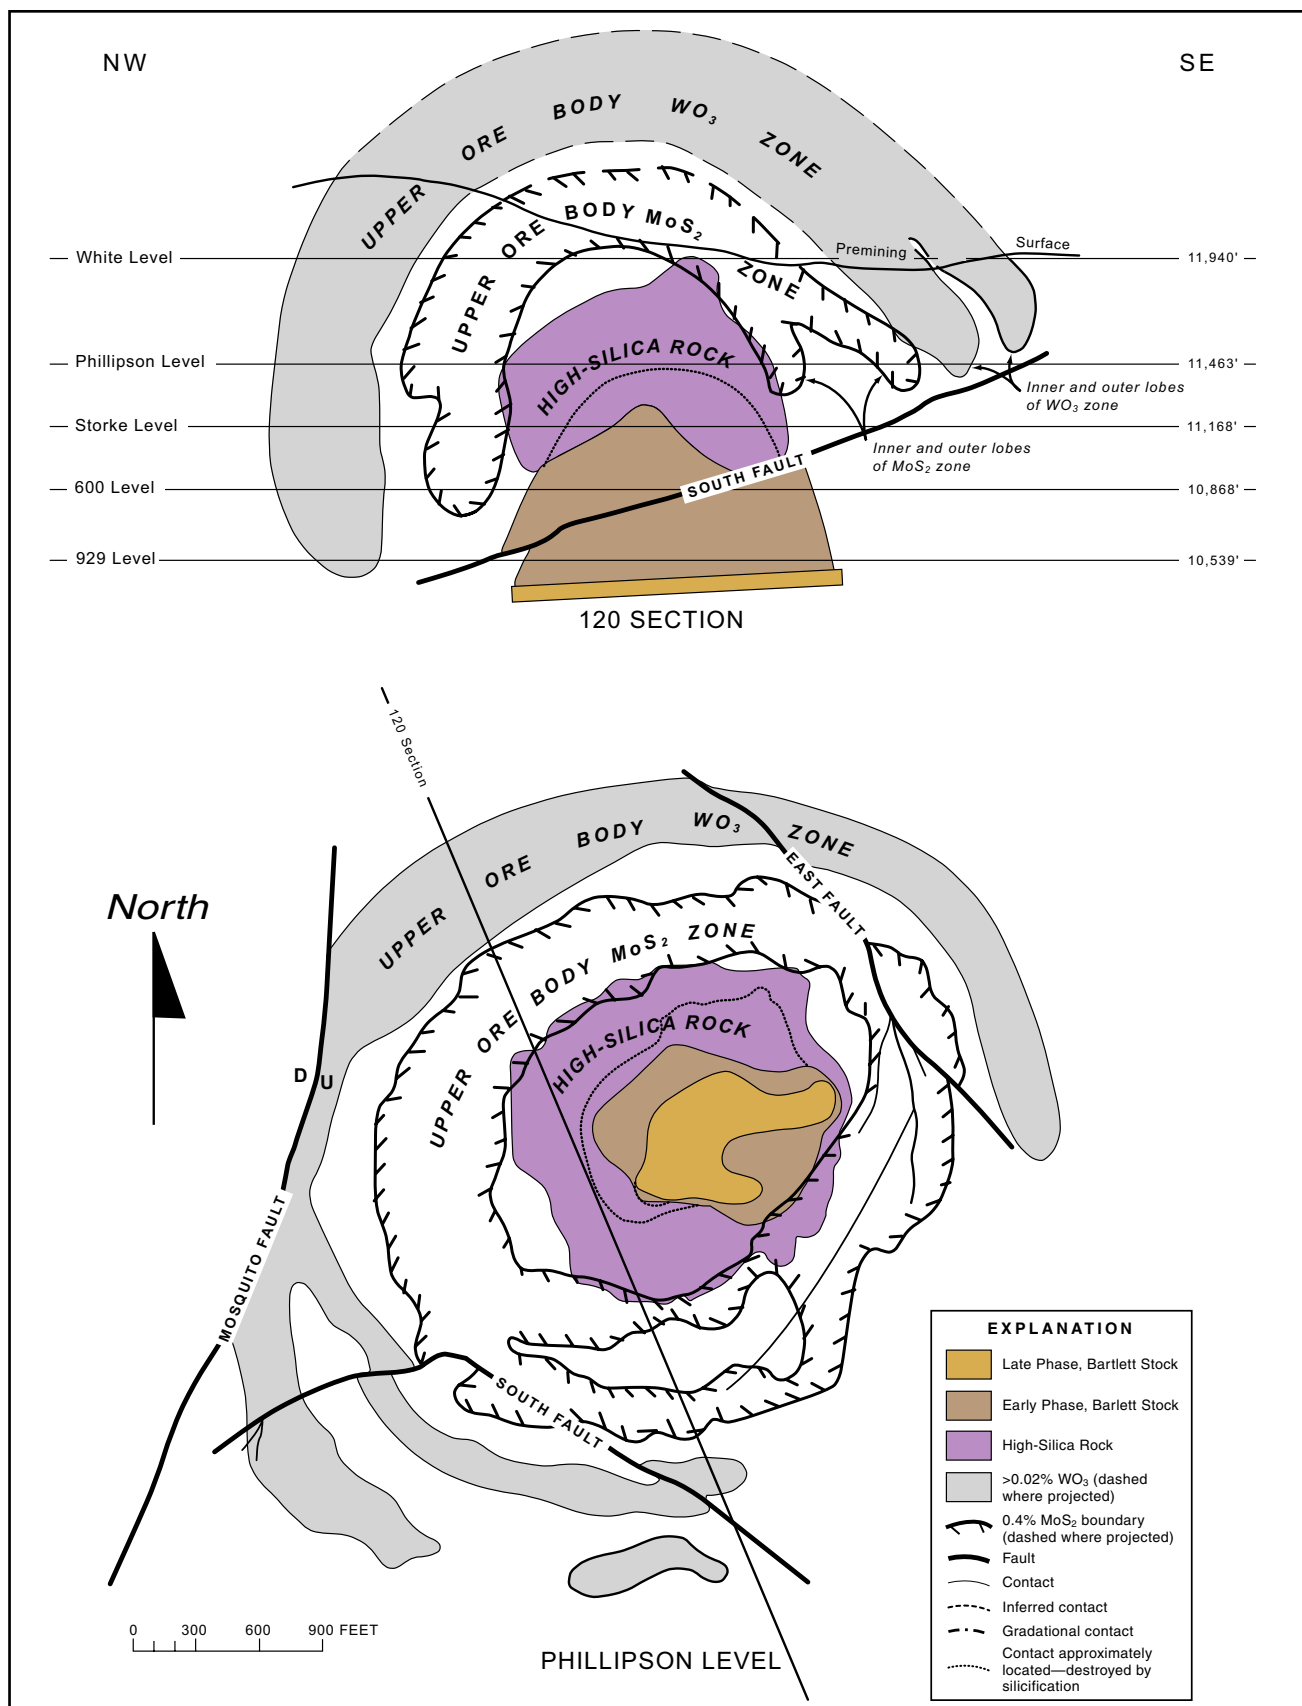 NW
SE
UPPER ORE BODY WO3 ZONE
UPPER ORE BODY MoS2 ZONE
Premining Surface
White Level
11,940'
Phillipson Level
11,463'
HIGH-SILICA ROCK
Inner and outer lobes
of WO3 zone
Storke Level
11,168'
Inner and outer lobes
of MoS2 zone
SOUTH FAULT
600 Level
10,868'
929 Level
10,539'
120 SECTION
120 Section
UPPER ORE BODY WO3 ZONE
EAST FAULT
North
UPPER ORE BODY MoS2 ZONE
HIGH-SILICA ROCK
D U
MOSQUITO FAULT
SOUTH FAULT
EXPLANATION
Late Phase, Bartlett Stock
Early Phase, Barlett Stock
High-Silica Rock
>0.02% WO3 (dashed
where projected)
0.4% MoS2 boundary
(dashed where projected)
Fault
Contact
Inferred contact
Gradational contact
Contact approximately
located—destroyed by
silicification
0 300 600 900 FEET
PHILLIPSON LEVEL